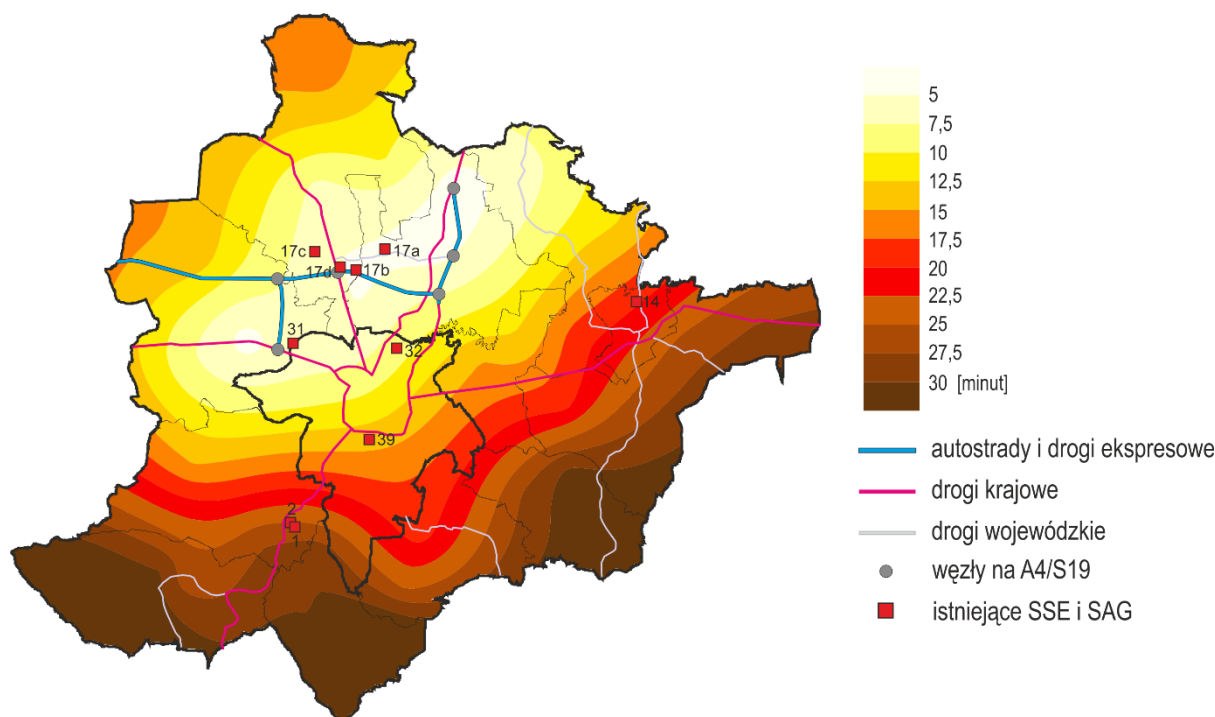 5
7,5
10
12,5
15
17,5
20
22,5
25
27,5
30 [minut]
autostrady i drogi ekspresowe
drogi krajowe
drogi wojewódzkie
węzły na A4/S19
istniejące SSE i SAG
17c
17a
17d
17b
14
31
32
39
2
1